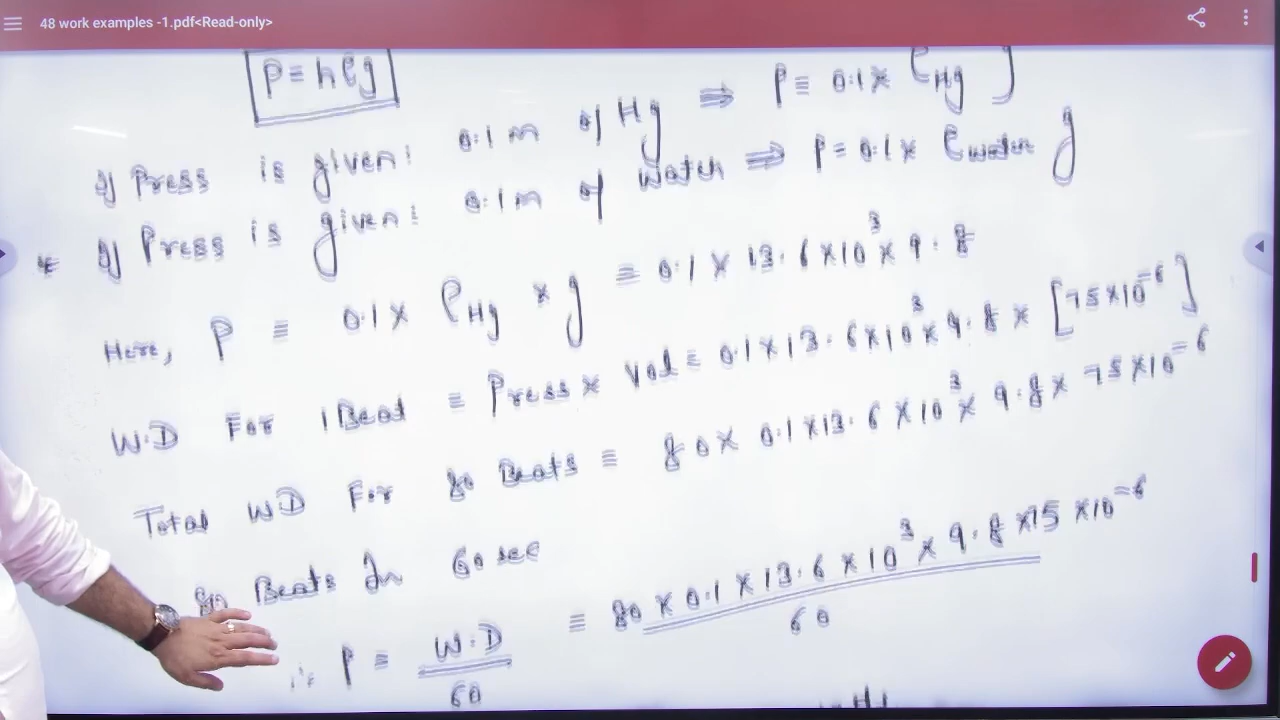 48 work examples -1.pdf<Read-only>
P = hρg
If Press is given: 0.1 m of Hg ⇒ P = 0.1 × ρHg g
* If Press is given: 0.1 m of water ⇒ P = 0.1 × ρwater g
Here, P = 0.1 × ρHg × g = 0.1 × 13.6 × 10³ × 9.8
W.D For 1 Beat = Press × Vol = 0.1 × 13.6 × 10³ × 9.8 × [75 × 10⁻⁶]
Total WD For 80 Beats = 80 × 0.1 × 13.6 × 10³ × 9.8 × 75 × 10⁻⁶
80 Beats In 60 sec
∴ P = W.D / 60 = 80 × 0.1 × 13.6 × 10³ × 9.8 × 75 × 10⁻⁶ / 60